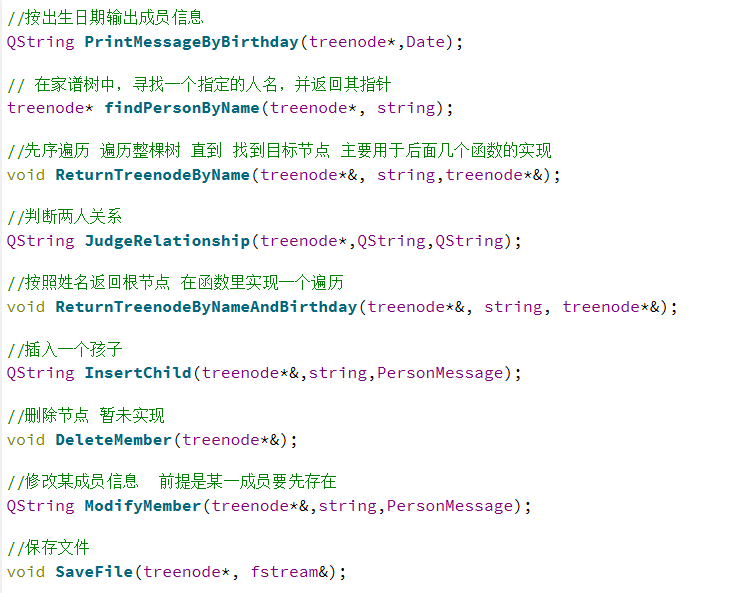 //按出生日期输出成员信息
QString PrintMessageByBirthday(treenode*,Date);
// 在家谱树中，寻找一个指定的人名，并返回其指针
treenode* findPersonByName(treenode*, string);
//先序遍历 遍历整棵树 直到 找到目标节点 主要用于后面几个函数的实现
void ReturnTreenodeByName(treenode*&, string,treenode*&);
//判断两人关系
QString JudgeRelationship(treenode*,QString,QString);
//按照姓名返回根节点 在函数里实现一个遍历
void ReturnTreenodeByNameAndBirthday(treenode*&, string, treenode*&);
//插入一个孩子
QString InsertChild(treenode*&,string,PersonMessage);
//删除节点 暂未实现
void DeleteMember(treenode*&);
//修改某成员信息  前提是某一成员要先存在
QString ModifyMember(treenode*&,string,PersonMessage);
//保存文件
void SaveFile(treenode*, fstream&);